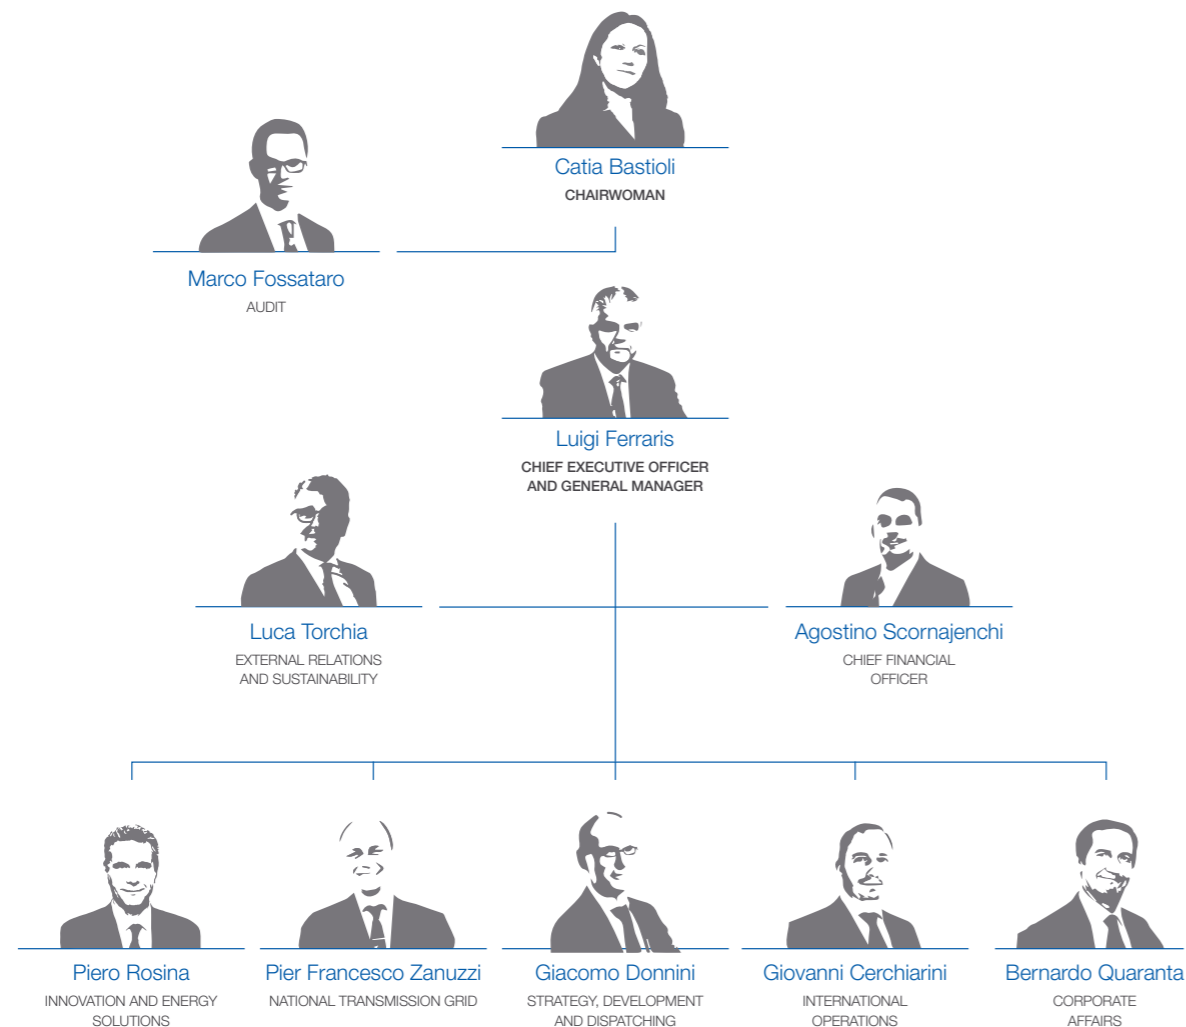 Catia Bastioli
CHAIRWOMAN
Marco Fossataro
AUDIT
Luigi Ferraris
CHIEF EXECUTIVE OFFICER
AND GENERAL MANAGER
Luca Torchia
EXTERNAL RELATIONS
AND SUSTAINABILITY
Agostino Scornajenchi
CHIEF FINANCIAL
OFFICER
Piero Rosina
INNOVATION AND ENERGY
SOLUTIONS
Pier Francesco Zanuzzi
NATIONAL TRANSMISSION GRID
Giacomo Donnini
STRATEGY, DEVELOPMENT
AND DISPATCHING
Giovanni Cerchiarini
INTERNATIONAL
OPERATIONS
Bernardo Quaranta
CORPORATE
AFFAIRS